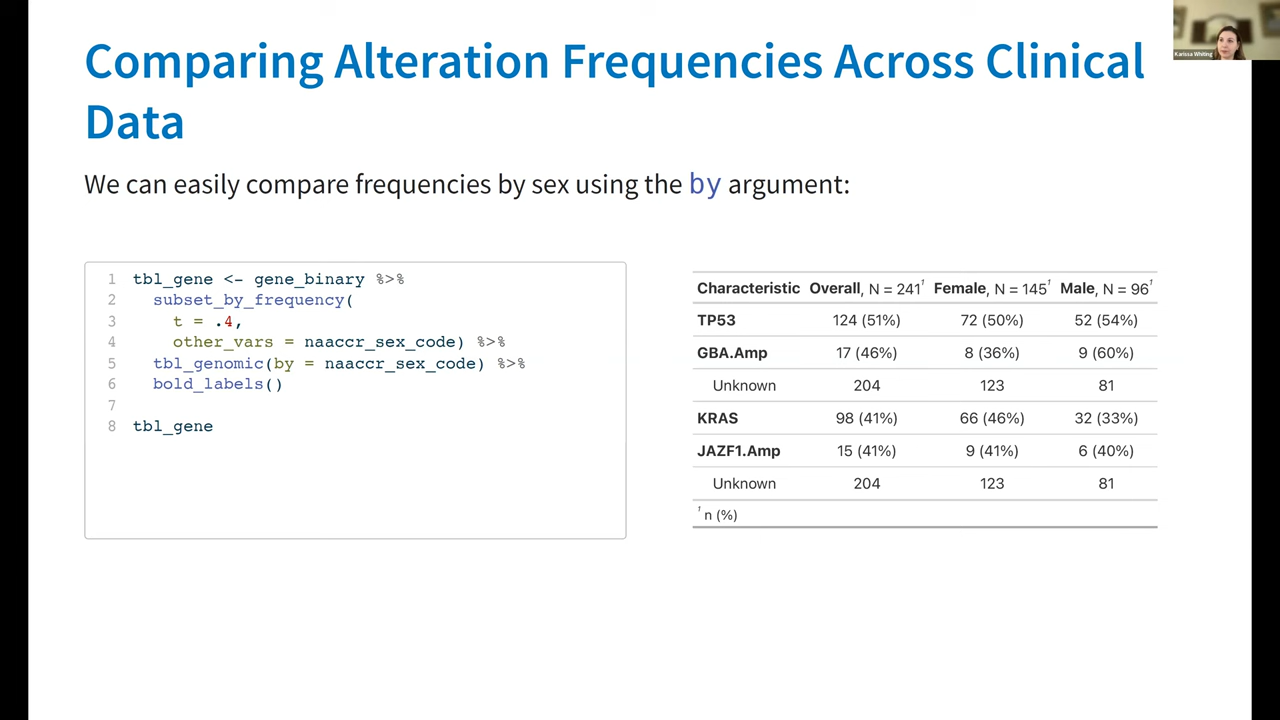 Karissa Whiting
Comparing Alteration Frequencies Across Clinical
Data
We can easily compare frequencies by sex using the by argument:
1 tbl_gene <- gene_binary %>%
2 subset_by_frequency(
3 t = .4,
4 other_vars = naaccr_sex_code) %>%
5 tbl_genomic(by = naaccr_sex_code) %>%
6 bold_labels()
7
8 tbl_gene
Characteristic Overall, N = 241¹ Female, N = 145¹ Male, N = 96¹
TP53 124 (51%) 72 (50%) 52 (54%)
GBA.Amp 17 (46%) 8 (36%) 9 (60%)
Unknown 204 123 81
KRAS 98 (41%) 66 (46%) 32 (33%)
JAZF1.Amp 15 (41%) 9 (41%) 6 (40%)
Unknown 204 123 81
¹ n (%)